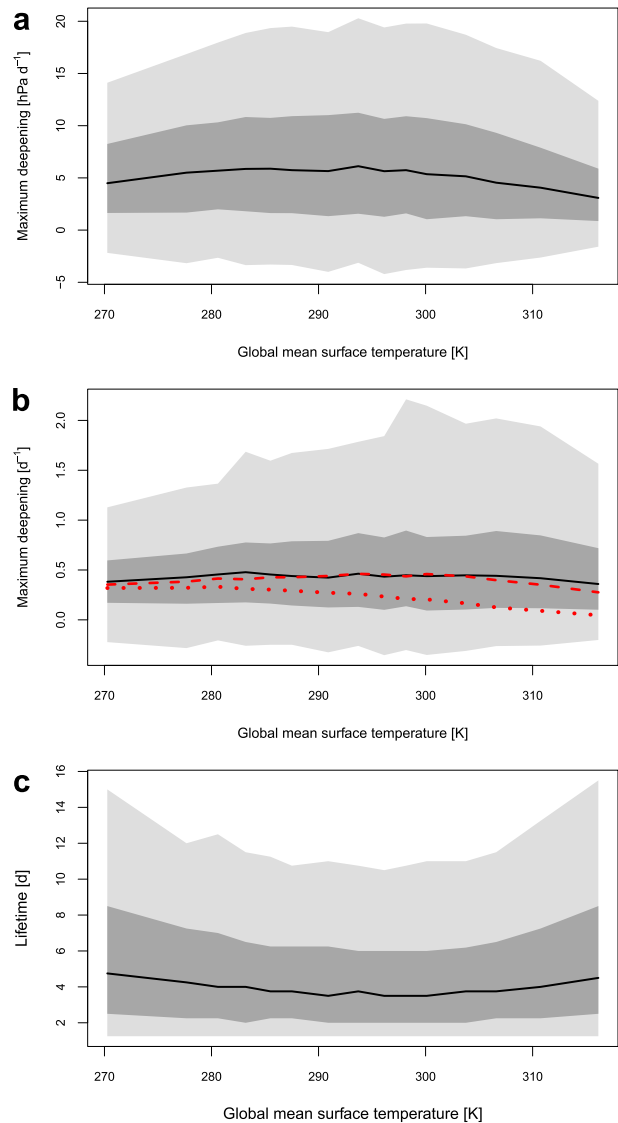 a
Maximum deepening [hPa d⁻¹]
20
15
10
5
0
−5
270 280 290 300 310
Global mean surface temperature [K]
b
Maximum deepening [d⁻¹]
2.0
1.5
1.0
0.5
0.0
270 280 290 300 310
Global mean surface temperature [K]
c
Lifetime [d]
16
14
12
10
8
6
4
2
270 280 290 300 310
Global mean surface temperature [K]